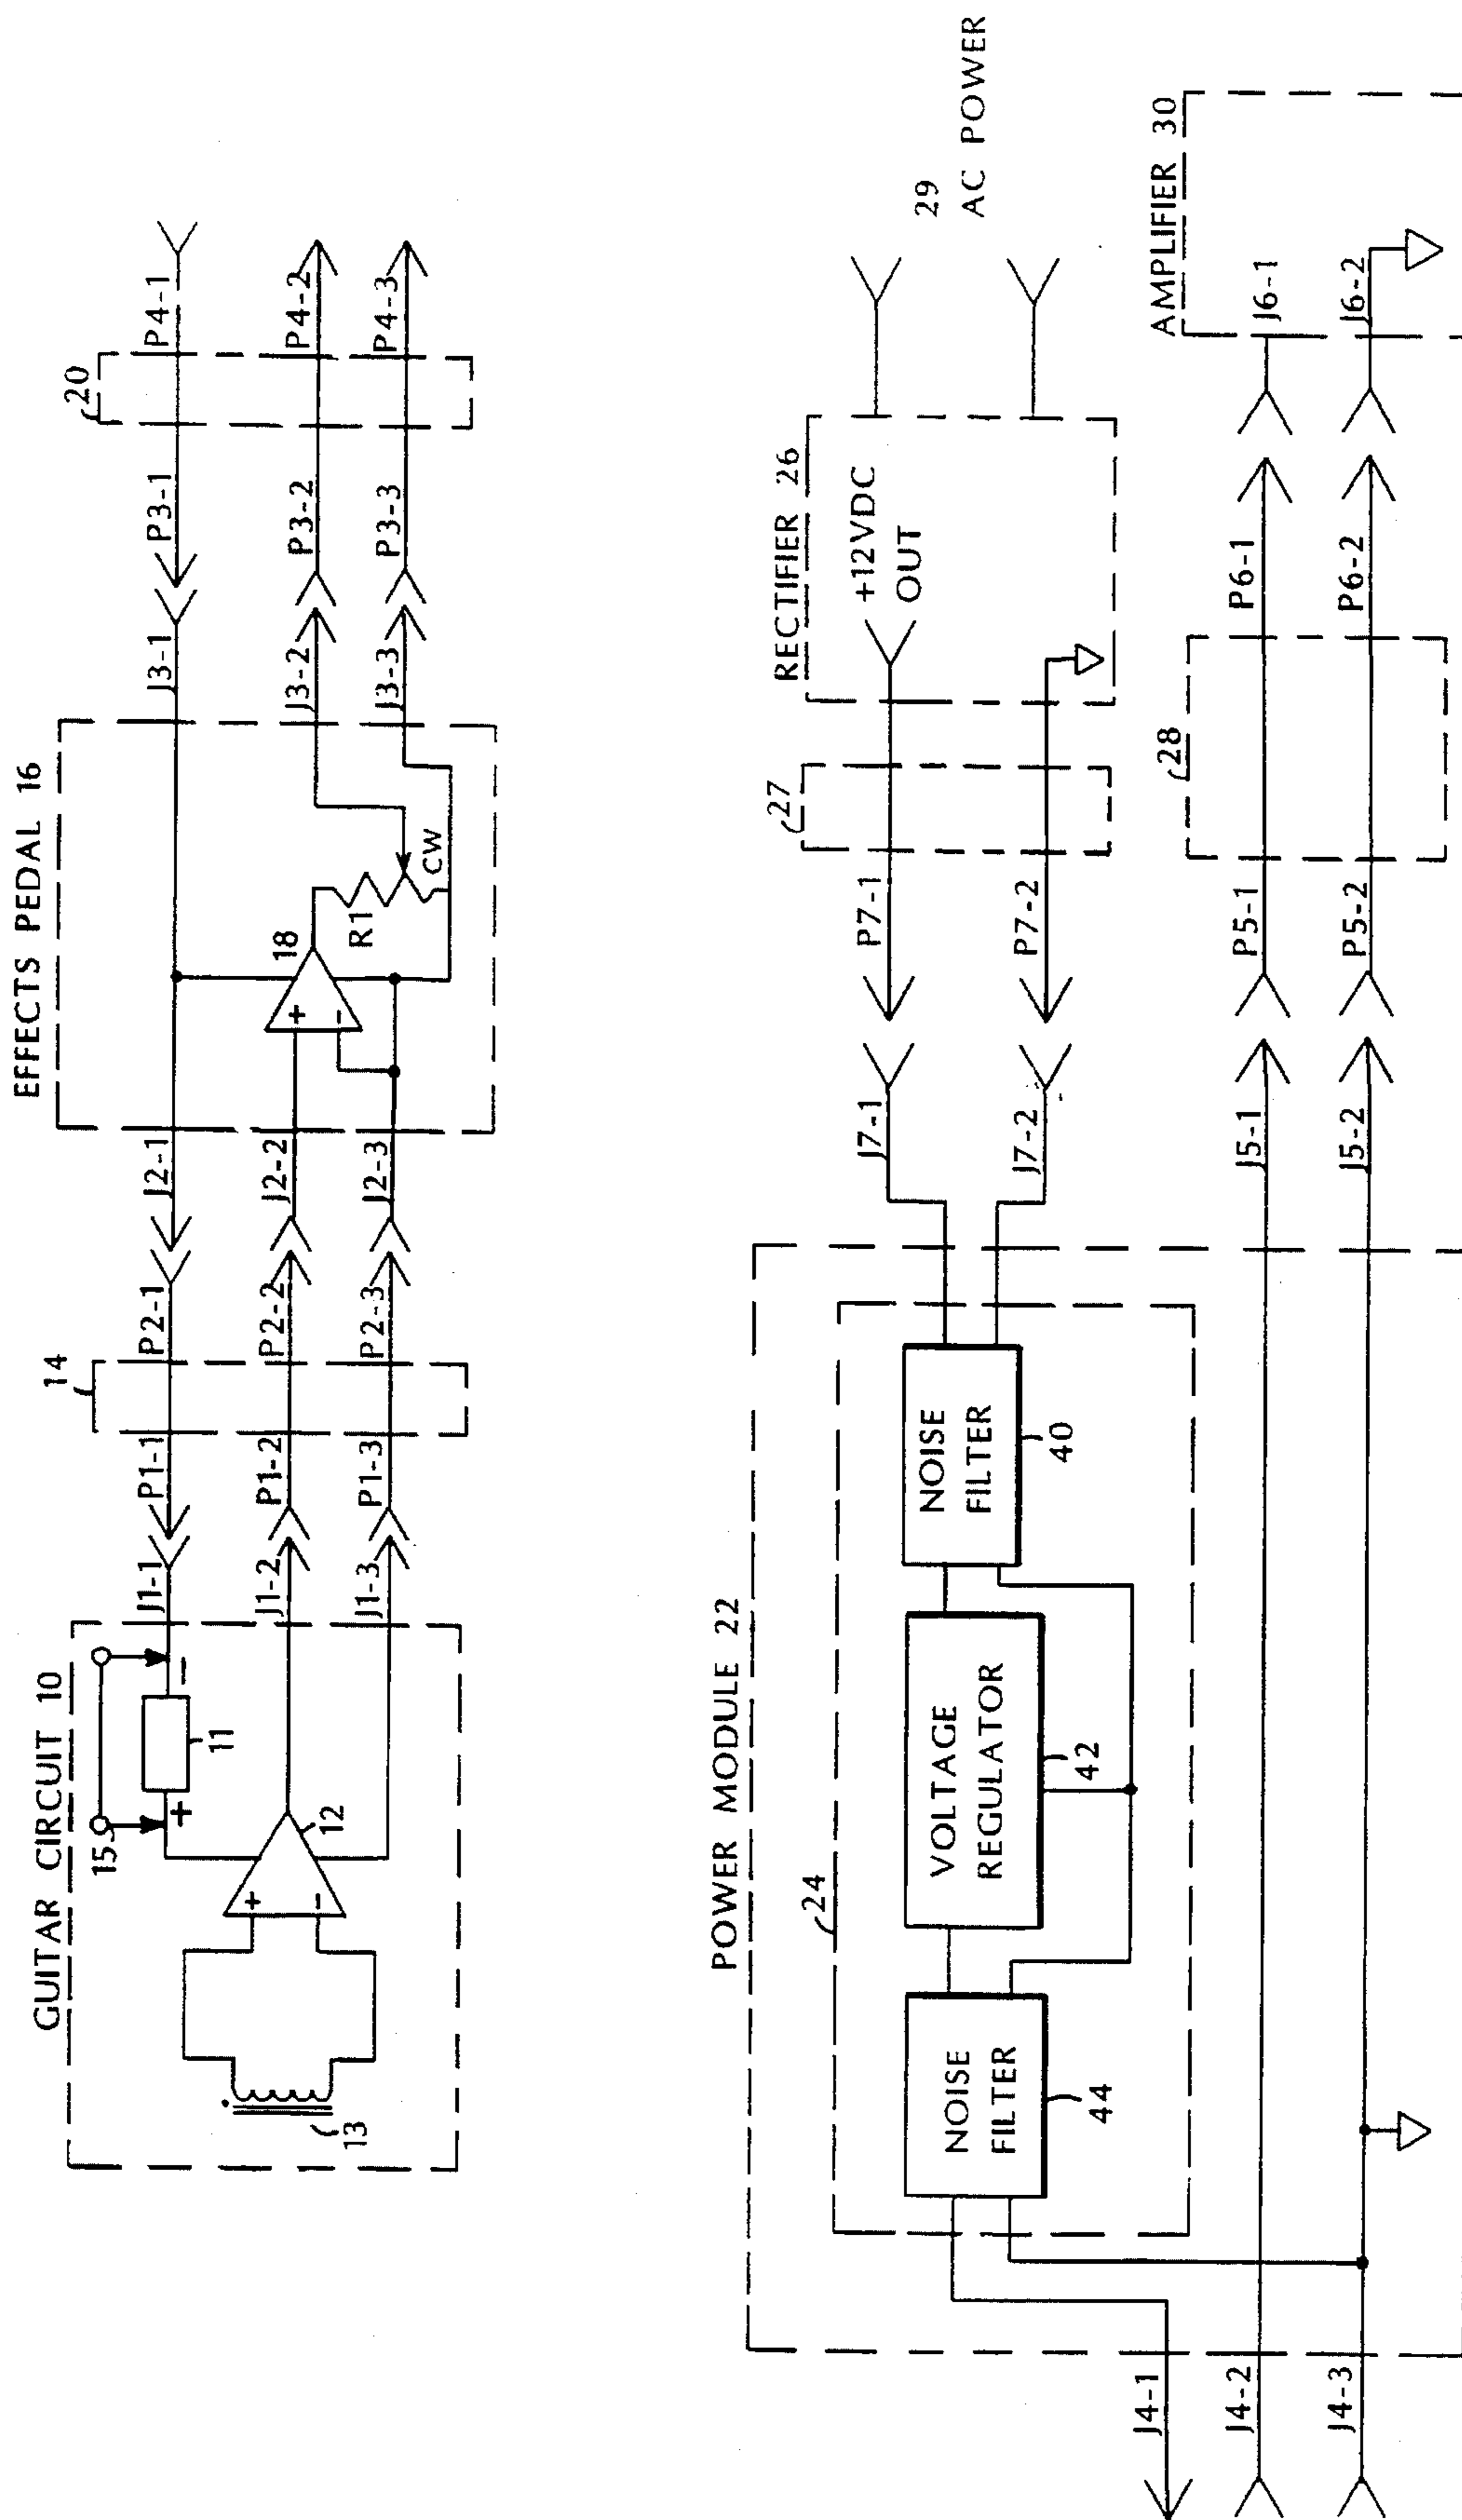 GUITAR CIRCUIT 10
15
+
-
11
+
-
12
13
J1-1
J1-2
J1-3
P1-1
P1-2
P1-3
14
P2-1
P2-2
P2-3
J2-1
J2-2
J2-3
EFFECTS PEDAL 16
+
-
18
R1
CW
J3-1
J3-2
J3-3
P3-1
P3-2
P3-3
20
P4-1
P4-2
P4-3
POWER MODULE 22
J4-1
J4-2
J4-3
24
NOISE
FILTER
44
VOLTAGE
REGULATOR
42
NOISE
FILTER
40
J7-1
J7-2
P7-1
P7-2
27
RECTIFIER 26
+12VDC
OUT
29
AC POWER
J5-1
J5-2
P5-1
P5-2
28
P6-1
P6-2
AMPLIFIER 30
J6-1
J6-2